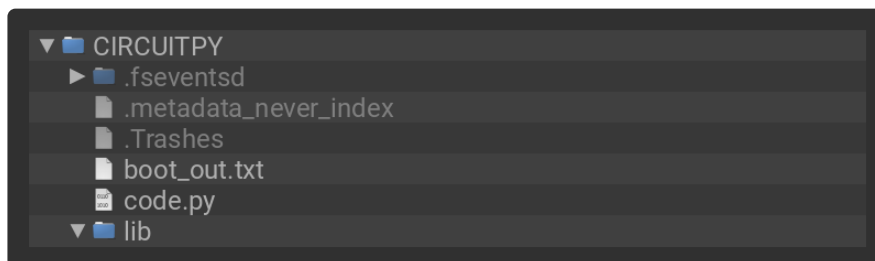 CIRCUITPY
.fseventsd
.metadata_never_index
.Trashes
boot_out.txt
code.py
lib